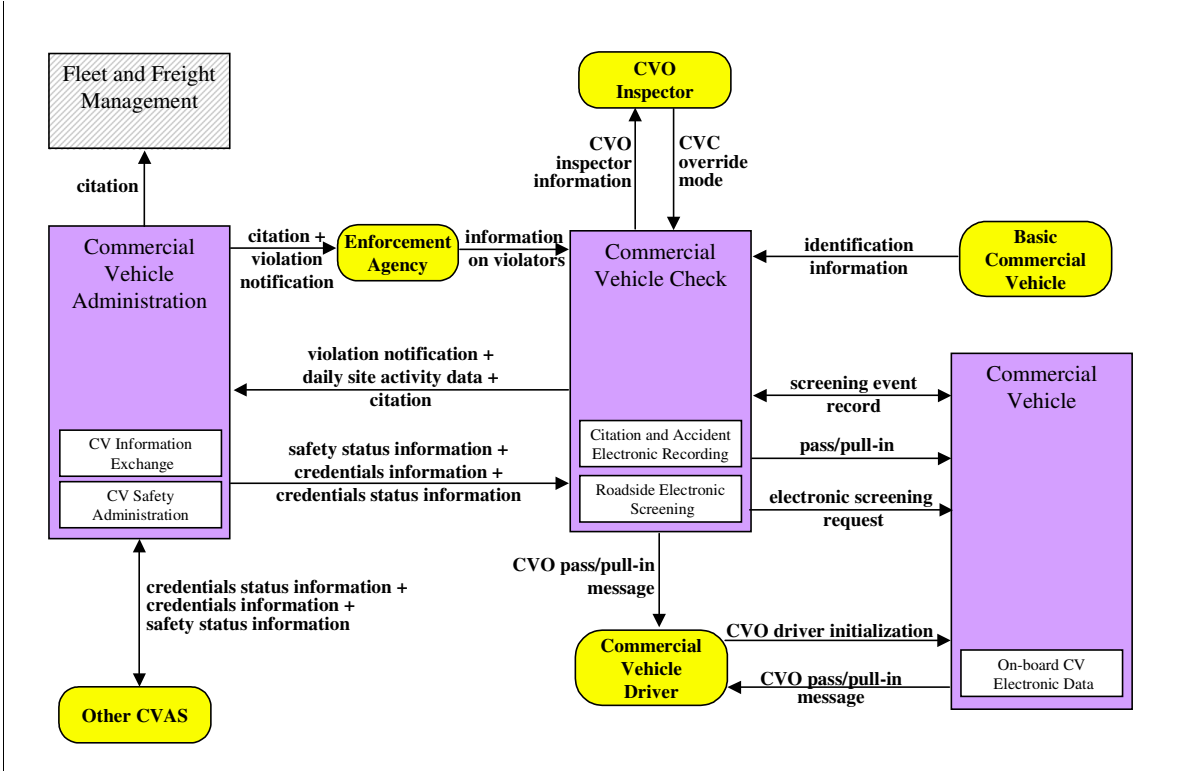 Fleet and Freight
Management
CVO
Inspector
CVO
inspector
information
CVC
override
mode
citation
Commercial
Vehicle
Administration
citation +
violation
notification
Enforcement
Agency
information
on violators
Commercial
Vehicle Check
identification
information
Basic
Commercial
Vehicle
violation notification +
daily site activity data +
citation
screening event
record
Commercial
Vehicle
CV Information
Exchange
CV Safety
Administration
safety status information +
credentials information +
credentials status information
Citation and Accident
Electronic Recording
Roadside Electronic
Screening
pass/pull-in
electronic screening
request
CVO pass/pull-in
message
credentials status information +
credentials information +
safety status information
Commercial
Vehicle
Driver
CVO driver initialization
CVO pass/pull-in
message
On-board CV
Electronic Data
Other CVAS